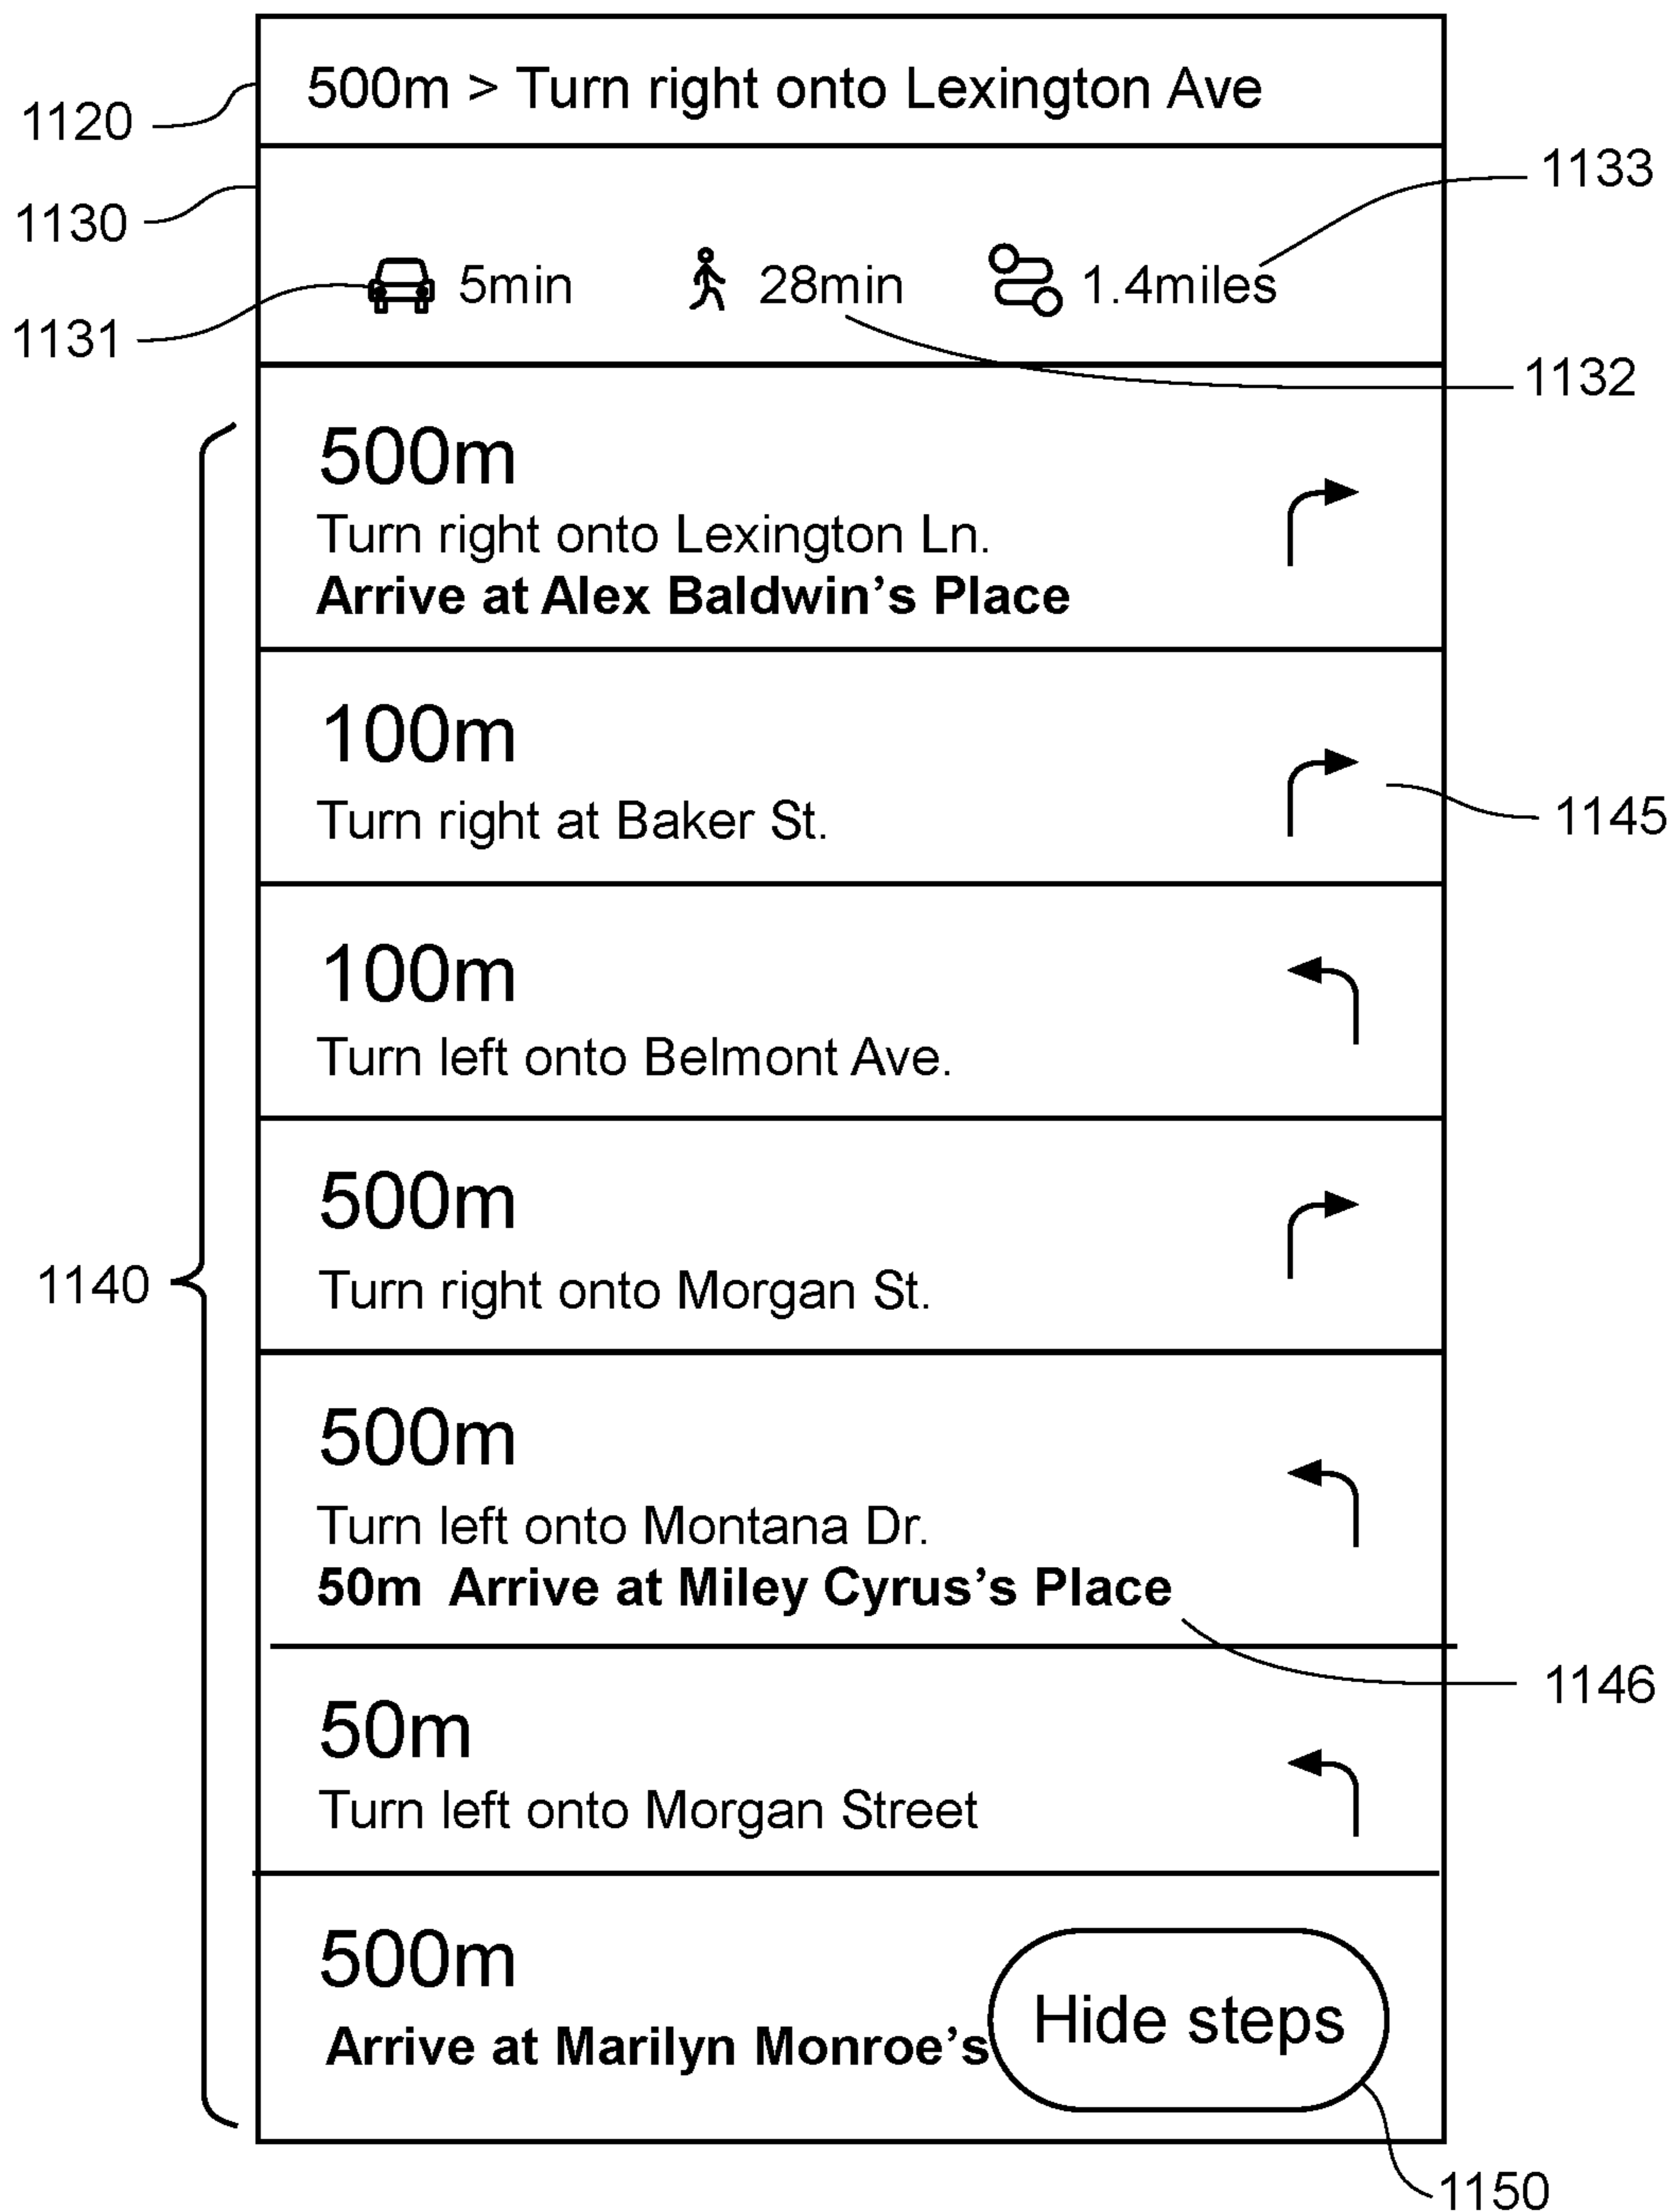 500m > Turn right onto Lexington Ave
1120
1133
1130
5min 28min 1.4miles
1131
1132
500m
Turn right onto Lexington Ln.
Arrive at Alex Baldwin’s Place
100m
Turn right at Baker St.
1145
100m
Turn left onto Belmont Ave.
500m
Turn right onto Morgan St.
1140
500m
Turn left onto Montana Dr.
50m Arrive at Miley Cyrus’s Place
1146
50m
Turn left onto Morgan Street
500m
Arrive at Marilyn Monroe’s
Hide steps
1150